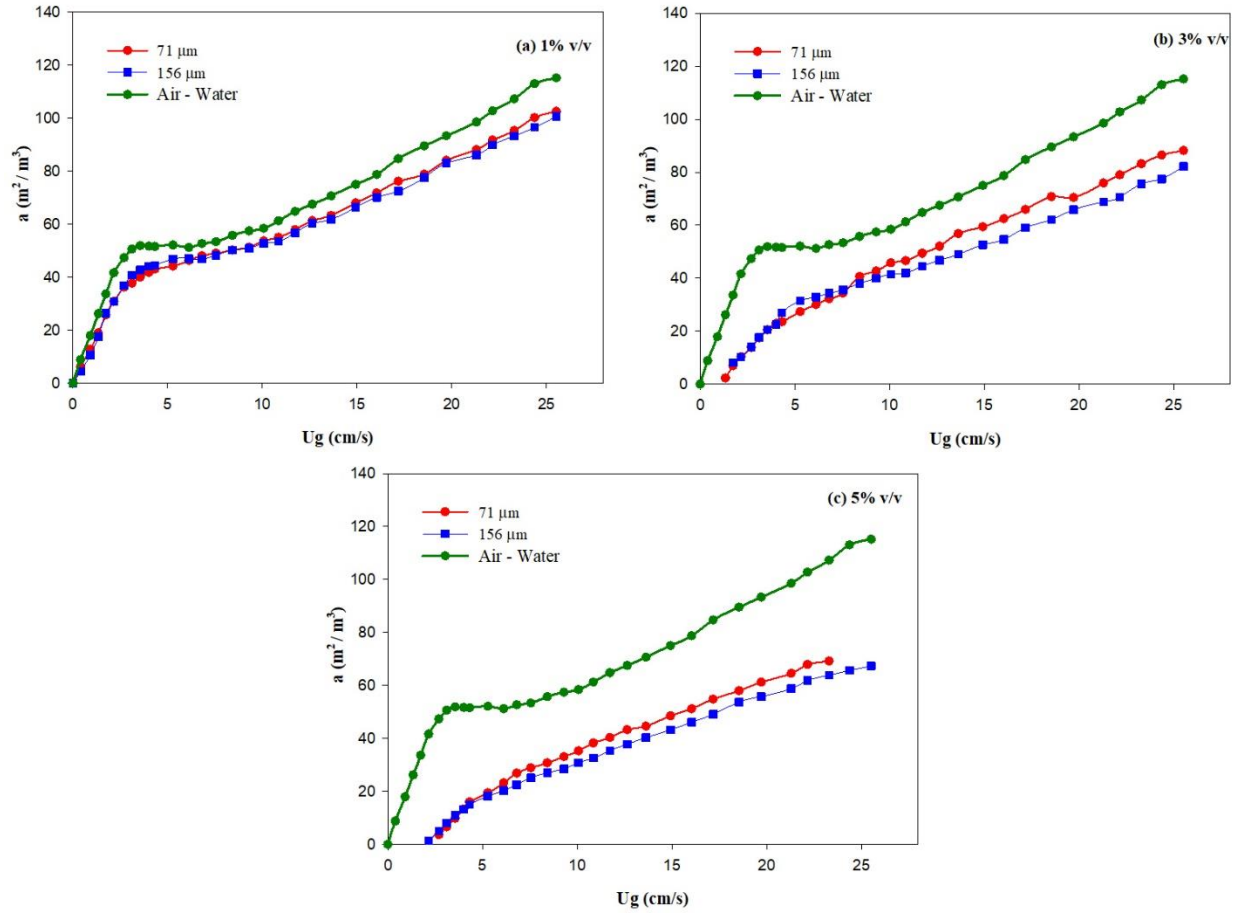 140
120
100
80
60
40
20
0
a (m² / m³)
71 µm
156 µm
Air - Water
(a) 1% v/v
0 5 10 15 20 25
Ug (cm/s)
140
120
100
80
60
40
20
0
a (m² / m³)
71 µm
156 µm
Air - Water
(b) 3% v/v
0 5 10 15 20 25
Ug (cm/s)
140
120
100
80
60
40
20
0
a (m² / m³)
71 µm
156 µm
Air - Water
(c) 5% v/v
0 5 10 15 20 25
Ug (cm/s)